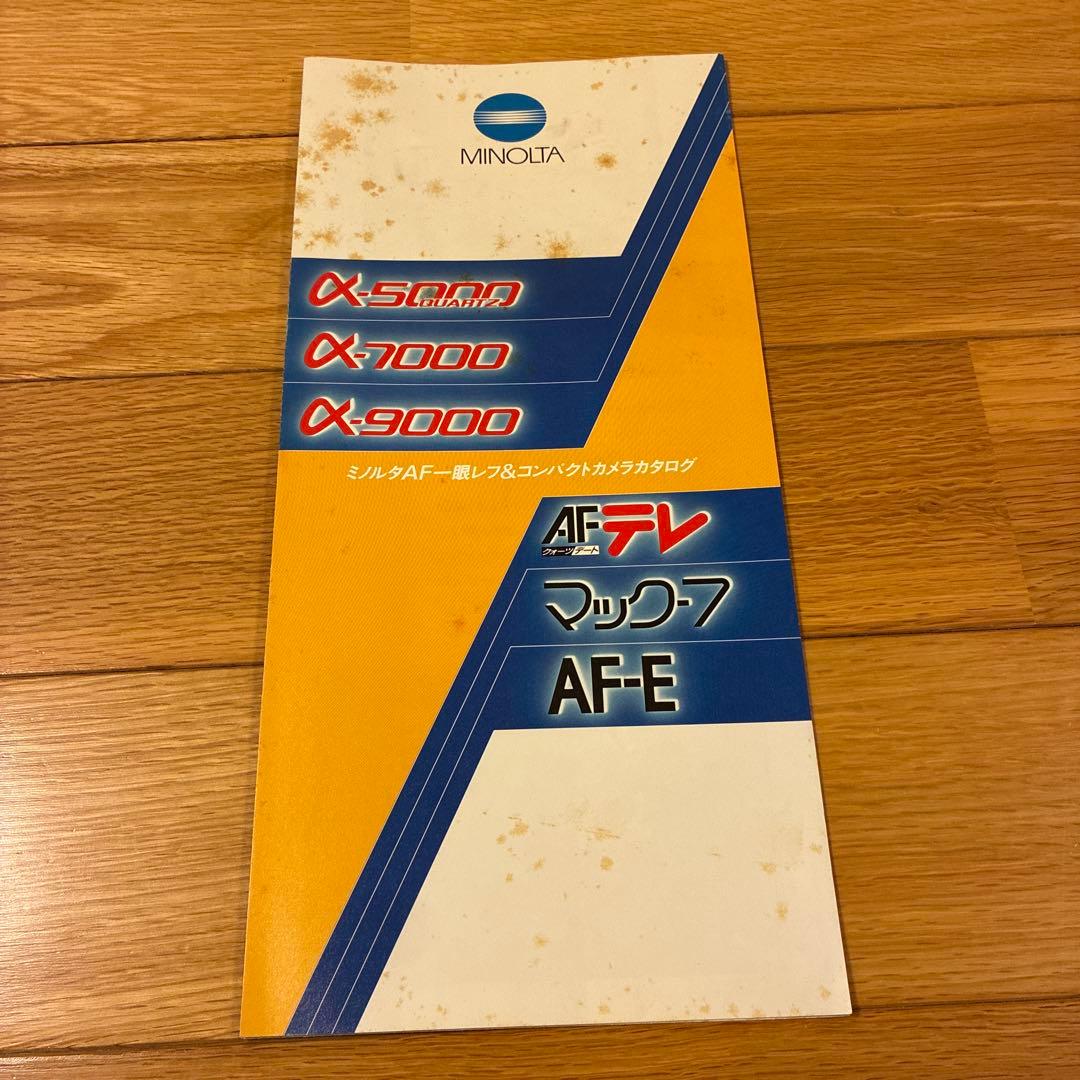 MINOLTA
α-5000
QUARTZ
α-7000
α-9000
ミノルタAF一眼レフ&コンパクトカメラカタログ
AFテレ
クォーツデート
マック-7
AF-E